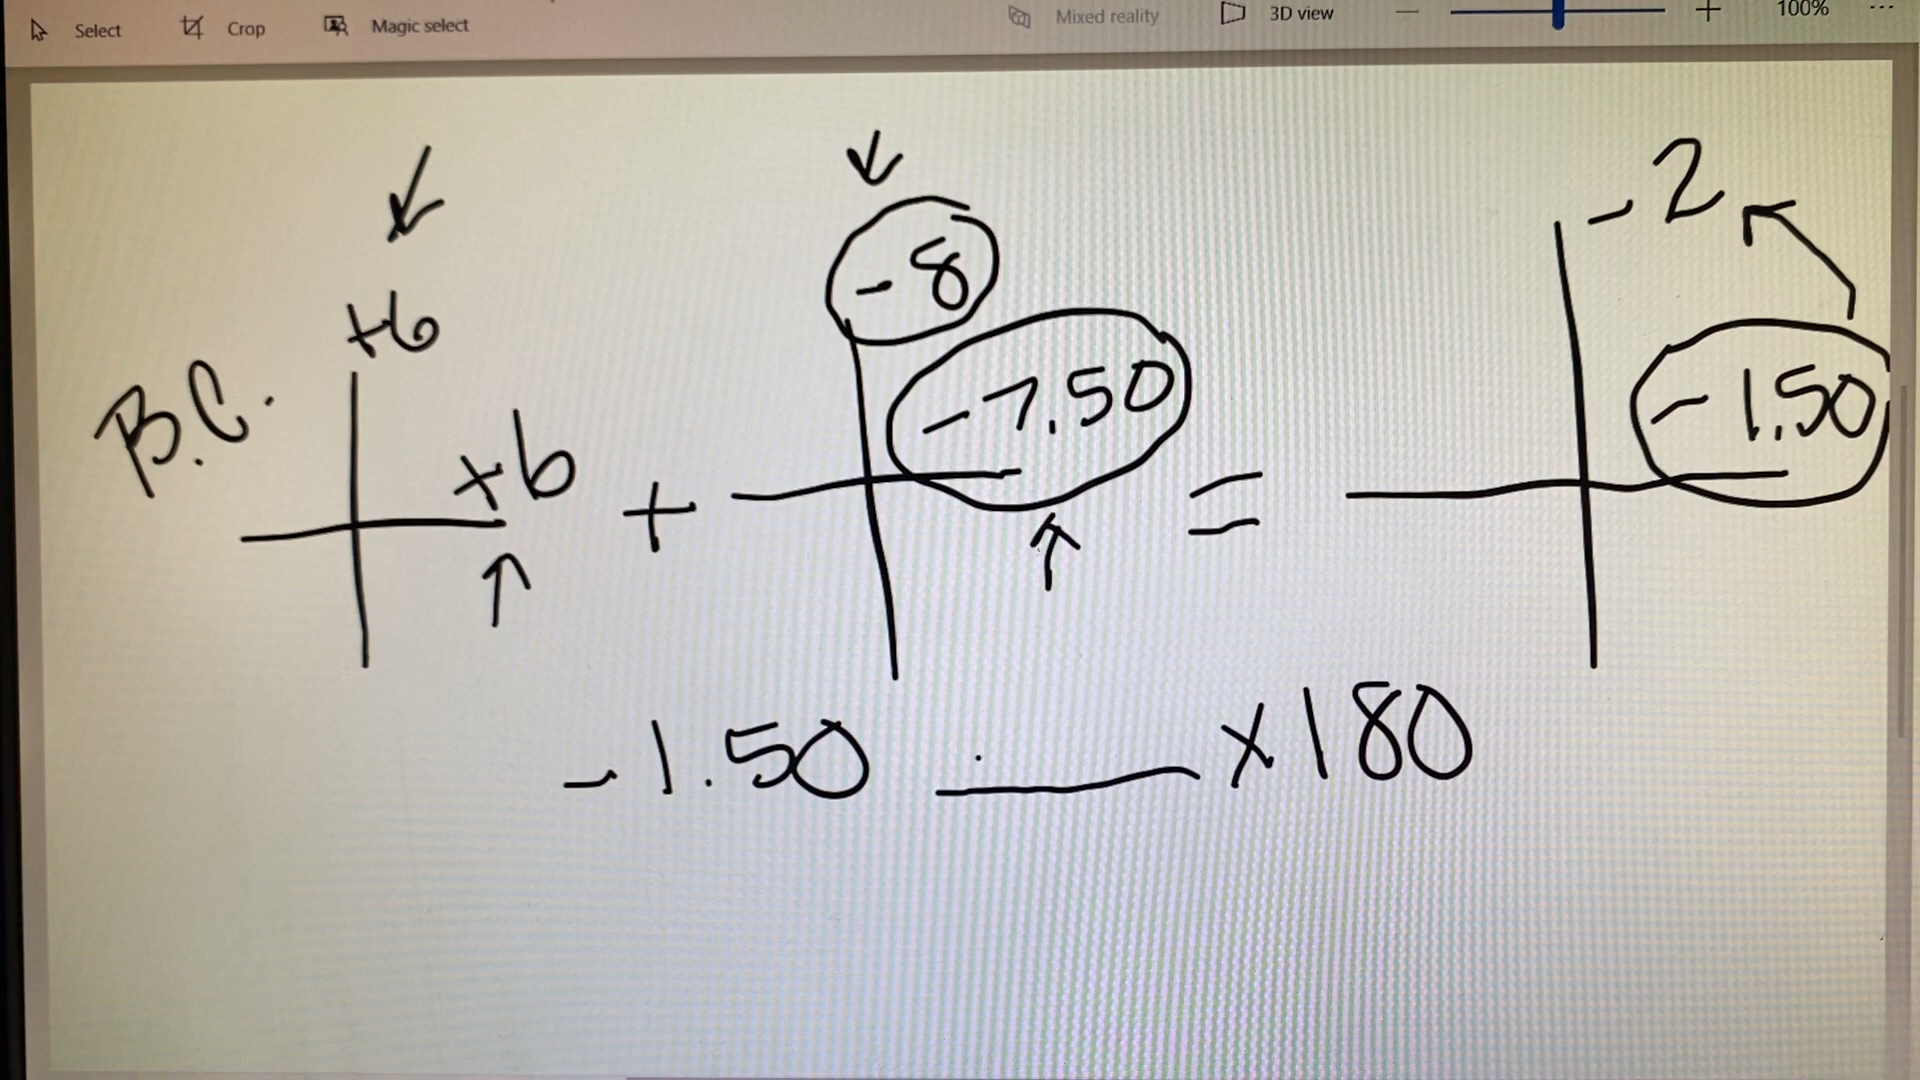 Select Crop Magic select Mixed reality 3D view 100%
-2
-8
+6
B.C. -7.50 -1.50
+6 + =
-1.50 ____ x180